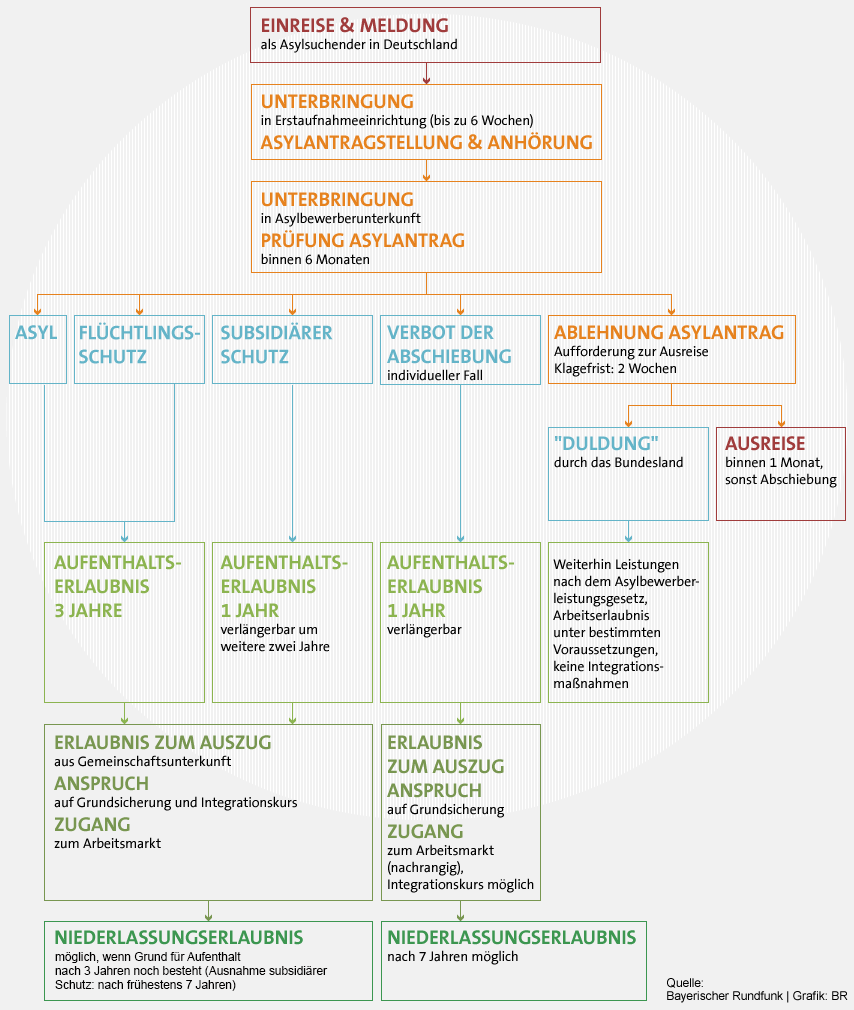 EINREISE & MELDUNG
als Asylsuchender in Deutschland
UNTERBRINGUNG
in Erstaufnahmeeinrichtung (bis zu 6 Wochen)
ASYLANTRAGSTELLUNG & ANHÖRUNG
UNTERBRINGUNG
in Asylbewerberunterkunft
PRÜFUNG ASYLANTRAG
binnen 6 Monaten
ASYL
FLÜCHTLINGS-
SCHUTZ
SUBSIDIÄRER
SCHUTZ
VERBOT DER
ABSCHIEBUNG
individueller Fall
ABLEHNUNG ASYLANTRAG
Aufforderung zur Ausreise
Klagefrist: 2 Wochen
"DULDUNG"
durch das Bundesland
AUSREISE
binnen 1 Monat,
sonst Abschiebung
AUFENTHALTS-
ERLAUBNIS
3 JAHRE
AUFENTHALTS-
ERLAUBNIS
1 JAHR
verlängerbar um
weitere zwei Jahre
AUFENTHALTS-
ERLAUBNIS
1 JAHR
verlängerbar
Weiterhin Leistungen
nach dem Asylbewerber-
leistungsgesetz,
Arbeitserlaubnis
unter bestimmten
Voraussetzungen,
keine Integrations-
maßnahmen
ERLAUBNIS ZUM AUSZUG
aus Gemeinschaftsunterkunft
ANSPRUCH
auf Grundsicherung und Integrationskurs
ZUGANG
zum Arbeitsmarkt
ERLAUBNIS
ZUM AUSZUG
ANSPRUCH
auf Grundsicherung
ZUGANG
zum Arbeitsmarkt
(nachrangig),
Integrationskurs möglich
NIEDERLASSUNGSERLAUBNIS
möglich, wenn Grund für Aufenthalt
nach 3 Jahren noch besteht (Ausnahme subsidiärer
Schutz: nach frühestens 7 Jahren)
NIEDERLASSUNGSERLAUBNIS
nach 7 Jahren möglich
Quelle:
Bayerischer Rundfunk | Grafik: BR